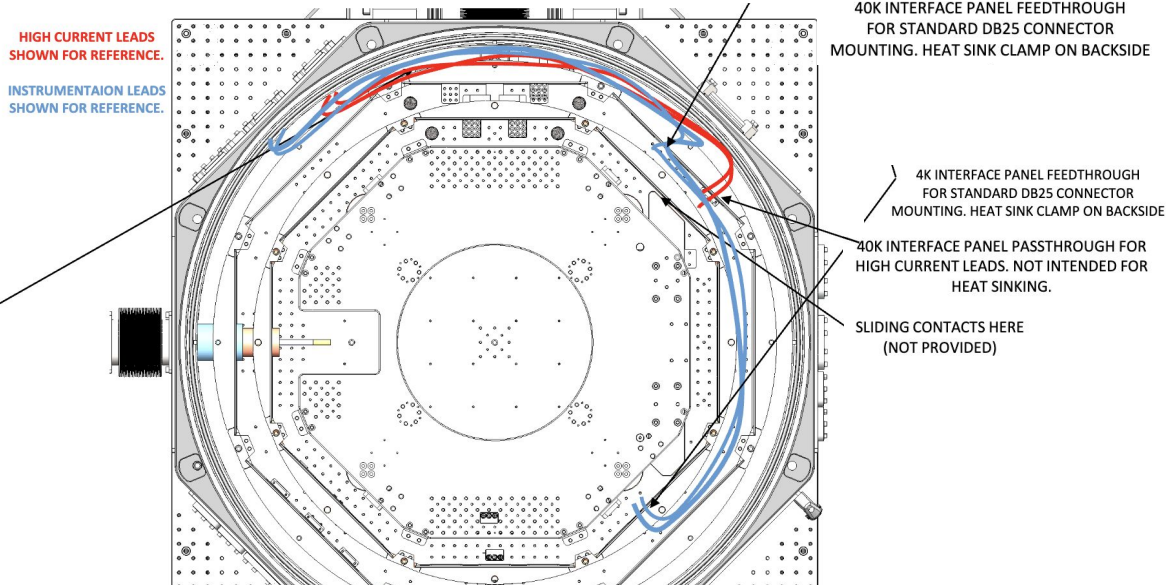 HIGH CURRENT LEADS
SHOWN FOR REFERENCE.
INSTRUMENTAION LEADS
SHOWN FOR REFERENCE.
40K INTERFACE PANEL FEEDTHROUGH
FOR STANDARD DB25 CONNECTOR
MOUNTING. HEAT SINK CLAMP ON BACKSIDE
4K INTERFACE PANEL FEEDTHROUGH
FOR STANDARD DB25 CONNECTOR
MOUNTING. HEAT SINK CLAMP ON BACKSIDE
40K INTERFACE PANEL PASSTHROUGH FOR
HIGH CURRENT LEADS. NOT INTENDED FOR
HEAT SINKING.
SLIDING CONTACTS HERE
(NOT PROVIDED)